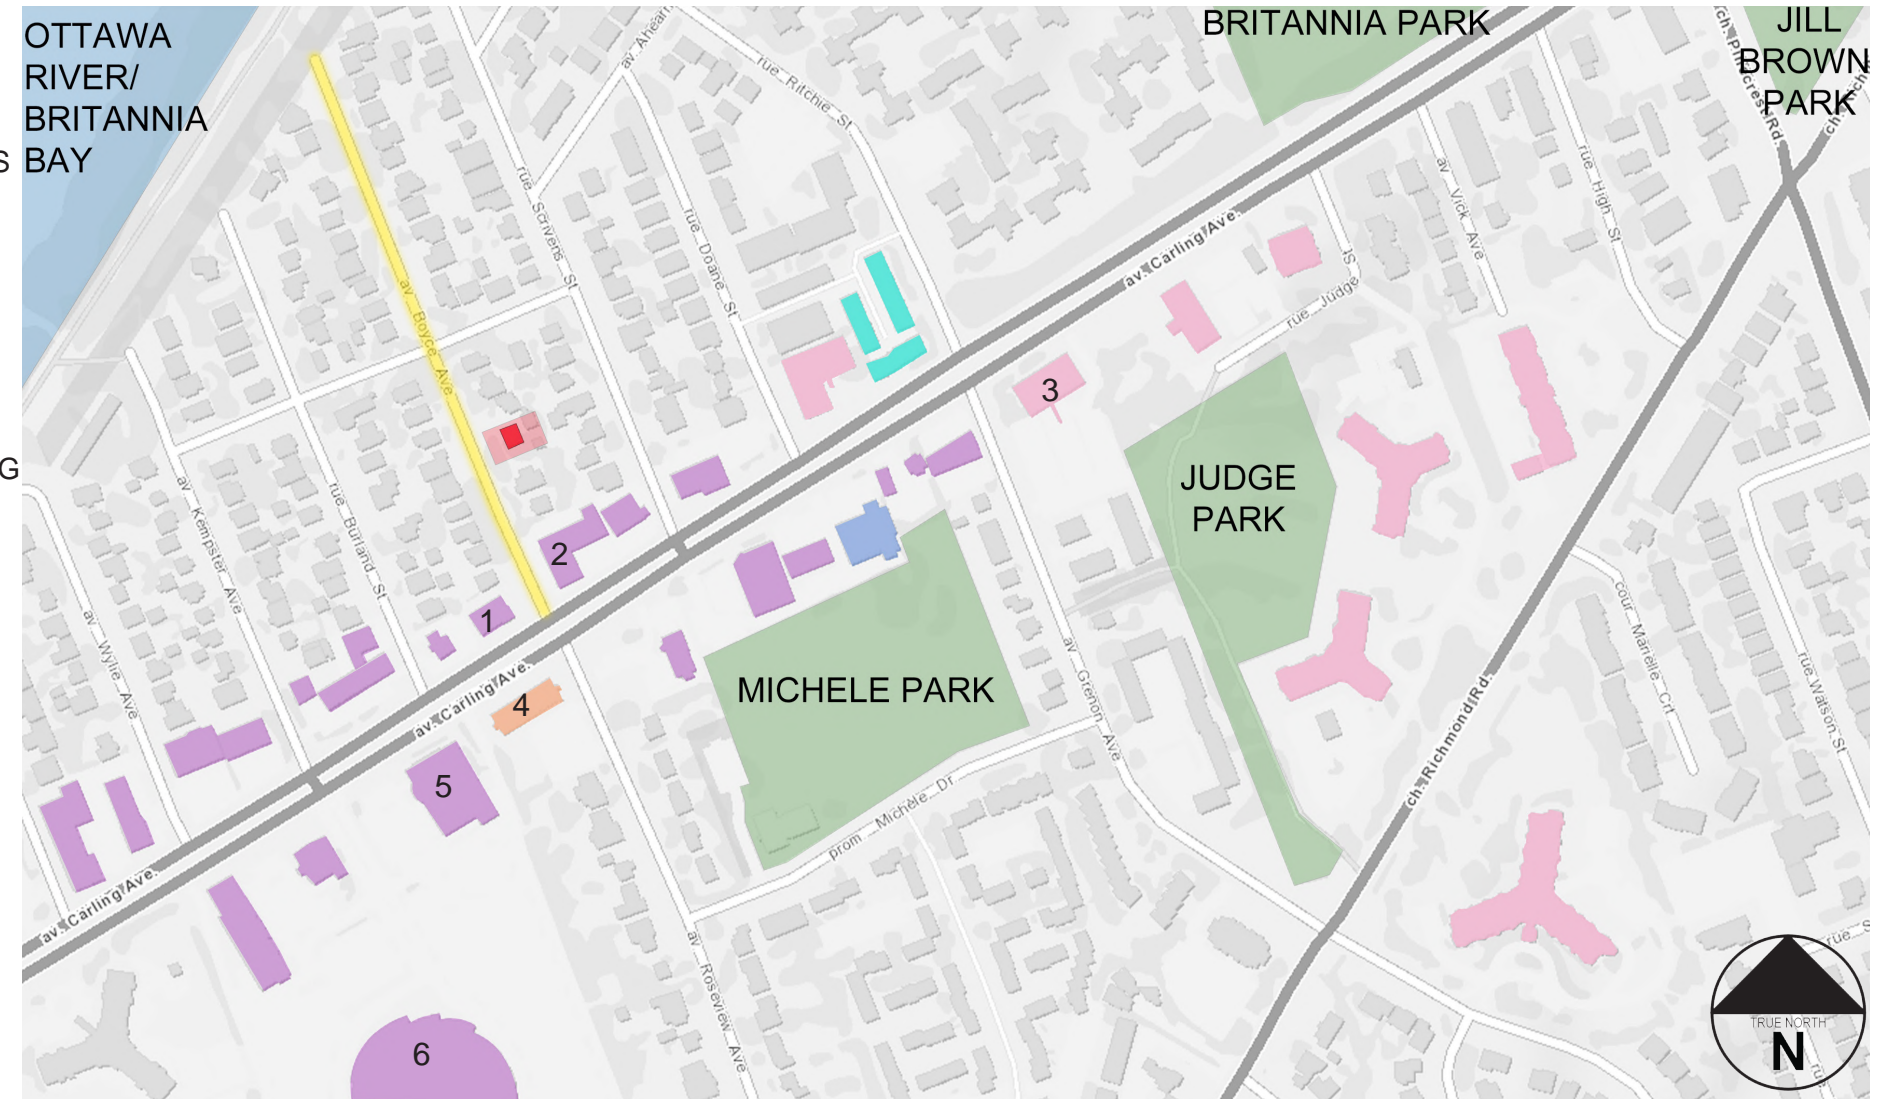 OTTAWA
RIVER/
BRITANNIA
BAY
S
G
BRITANNIA PARK
JILL
BROWN
PARK
ch. Pinecrest Rd.
av. Ahearn
rue Ritchie St
rue Scrivens St
rue Doane St
av Boyce Ave
av. Carling Ave.
av Vick Ave
rue High St
rue Judge St
3
JUDGE
PARK
av Kempster Ave
rue Burland St
2
1
av Wylie Ave
av. Carling Ave.
4
5
MICHELE PARK
av Grenon Ave
prom Michele Dr
cour Marielle Crt
rue Watson St
ch. Richmond Rd.
av. Carling Ave.
av Roseview Ave
6
rue S
rue
TRUE NORTH
N